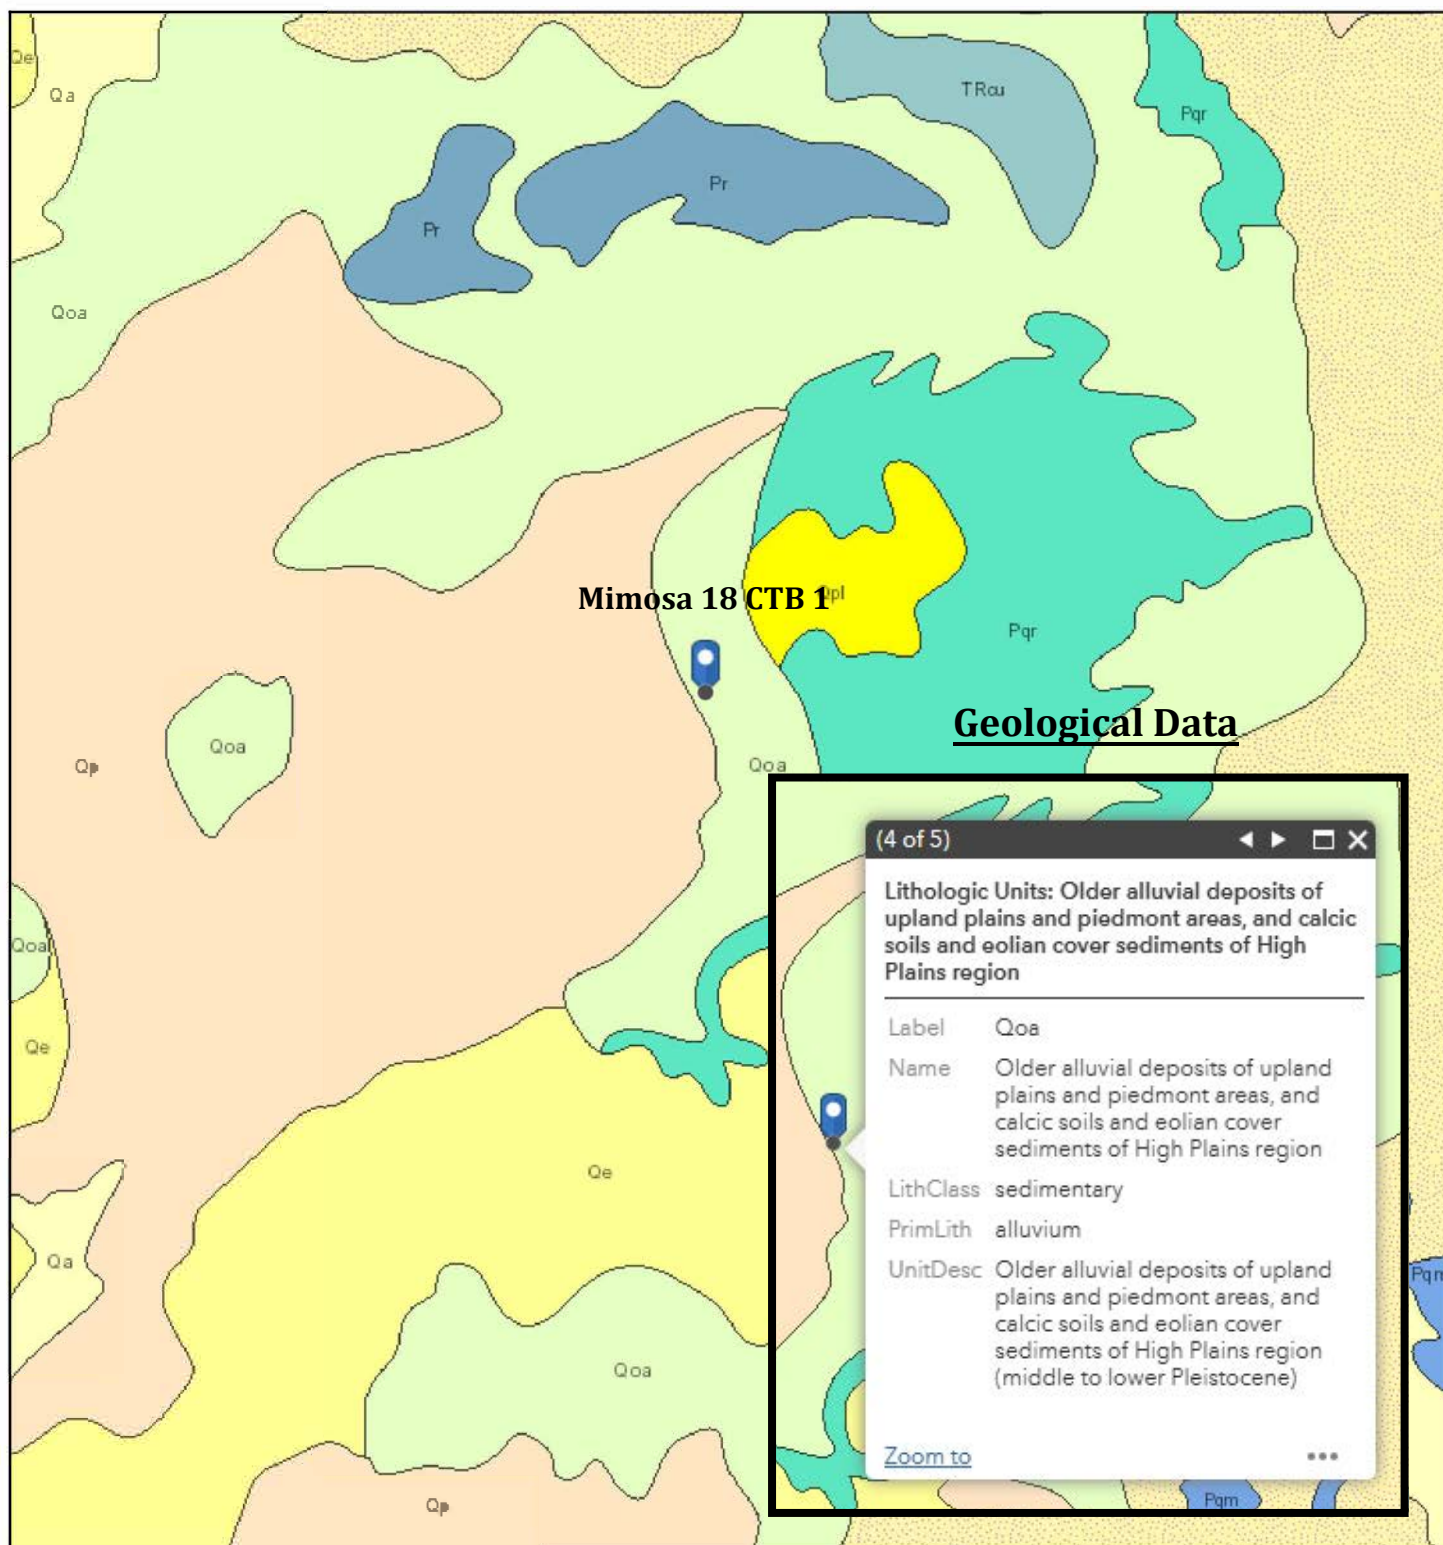 Qe
Qa
TRcu
Pqr
Pr
Pr
Qoa
Mimosa 18 CTB 1
Qpl
Pqr
Geological Data
Qoa
Qp
Qoa
(4 of 5)
Lithologic Units: Older alluvial deposits of
upland plains and piedmont areas, and calcic
soils and eolian cover sediments of High
Plains region
Label Qoa
Name Older alluvial deposits of upland
plains and piedmont areas, and
calcic soils and eolian cover
sediments of High Plains region
LithClass sedimentary
PrimLith alluvium
UnitDesc Older alluvial deposits of upland
plains and piedmont areas, and
calcic soils and eolian cover
sediments of High Plains region
(middle to lower Pleistocene)
Zoom to
Qoa
Qe
Qe
Qa
Pqm
Qoa
Qp
Pqm